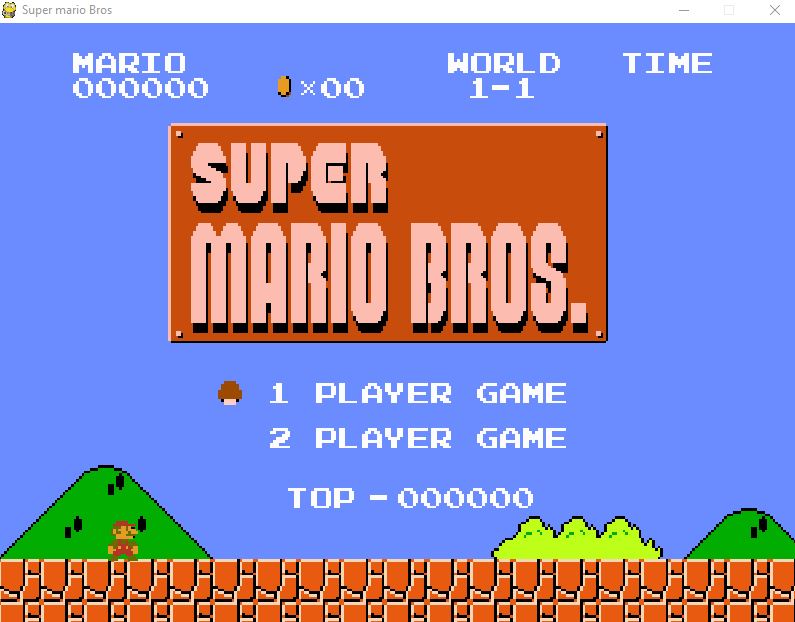 Super mario Bros
MARIO WORLD TIME
000000 ×00 1-1
SUPER
MARIO BROS.
1 PLAYER GAME
2 PLAYER GAME
TOP - 000000